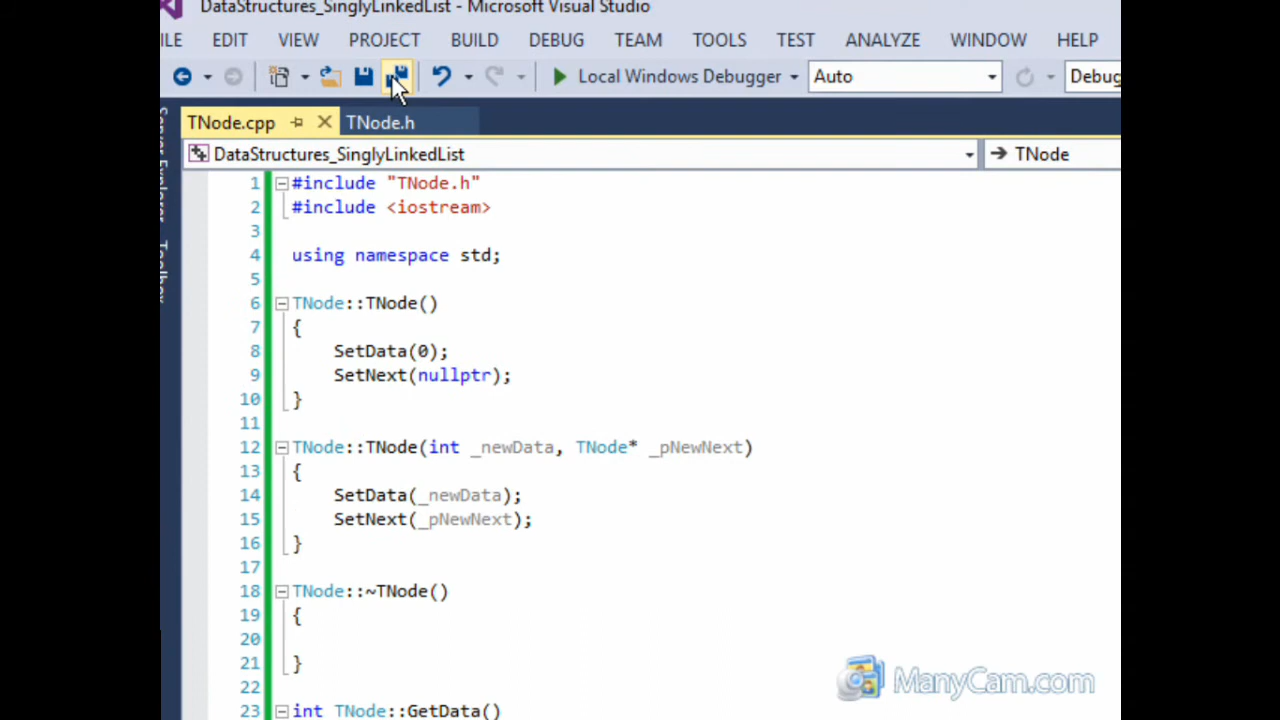 DataStructures_SinglyLinkedList - Microsoft Visual Studio
ILE EDIT VIEW PROJECT BUILD DEBUG TEAM TOOLS TEST ANALYZE WINDOW HELP
Local Windows Debugger Auto Debug
TNode.cpp TNode.h
DataStructures_SinglyLinkedList TNode
Server Explorer
Toolbox
1 #include "TNode.h"
2 #include <iostream>
3
4 using namespace std;
5
6 TNode::TNode()
7 {
8 SetData(0);
9 SetNext(nullptr);
10 }
11
12 TNode::TNode(int _newData, TNode* _pNewNext)
13 {
14 SetData(_newData);
15 SetNext(_pNewNext);
16 }
17
18 TNode::~TNode()
19 {
20
21 }
22
23 int TNode::GetData()
ManyCam.com